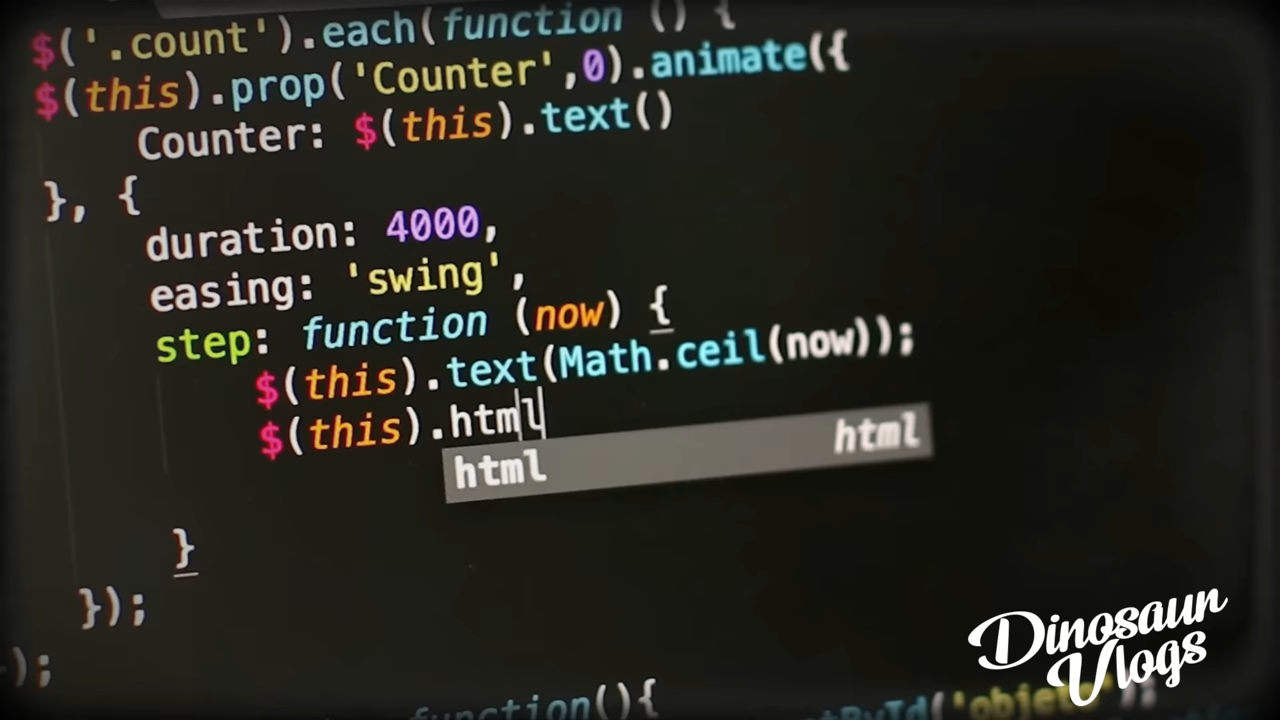 $('.count').each(function () {
$(this).prop('Counter',0).animate({
Counter: $(this).text()
}, {
duration: 4000,
easing: 'swing',
step: function (now) {
$(this).text(Math.ceil(now));
$(this).html
html html
}
});
});
function(){ ('objeto');
Dinosaur
Vlogs